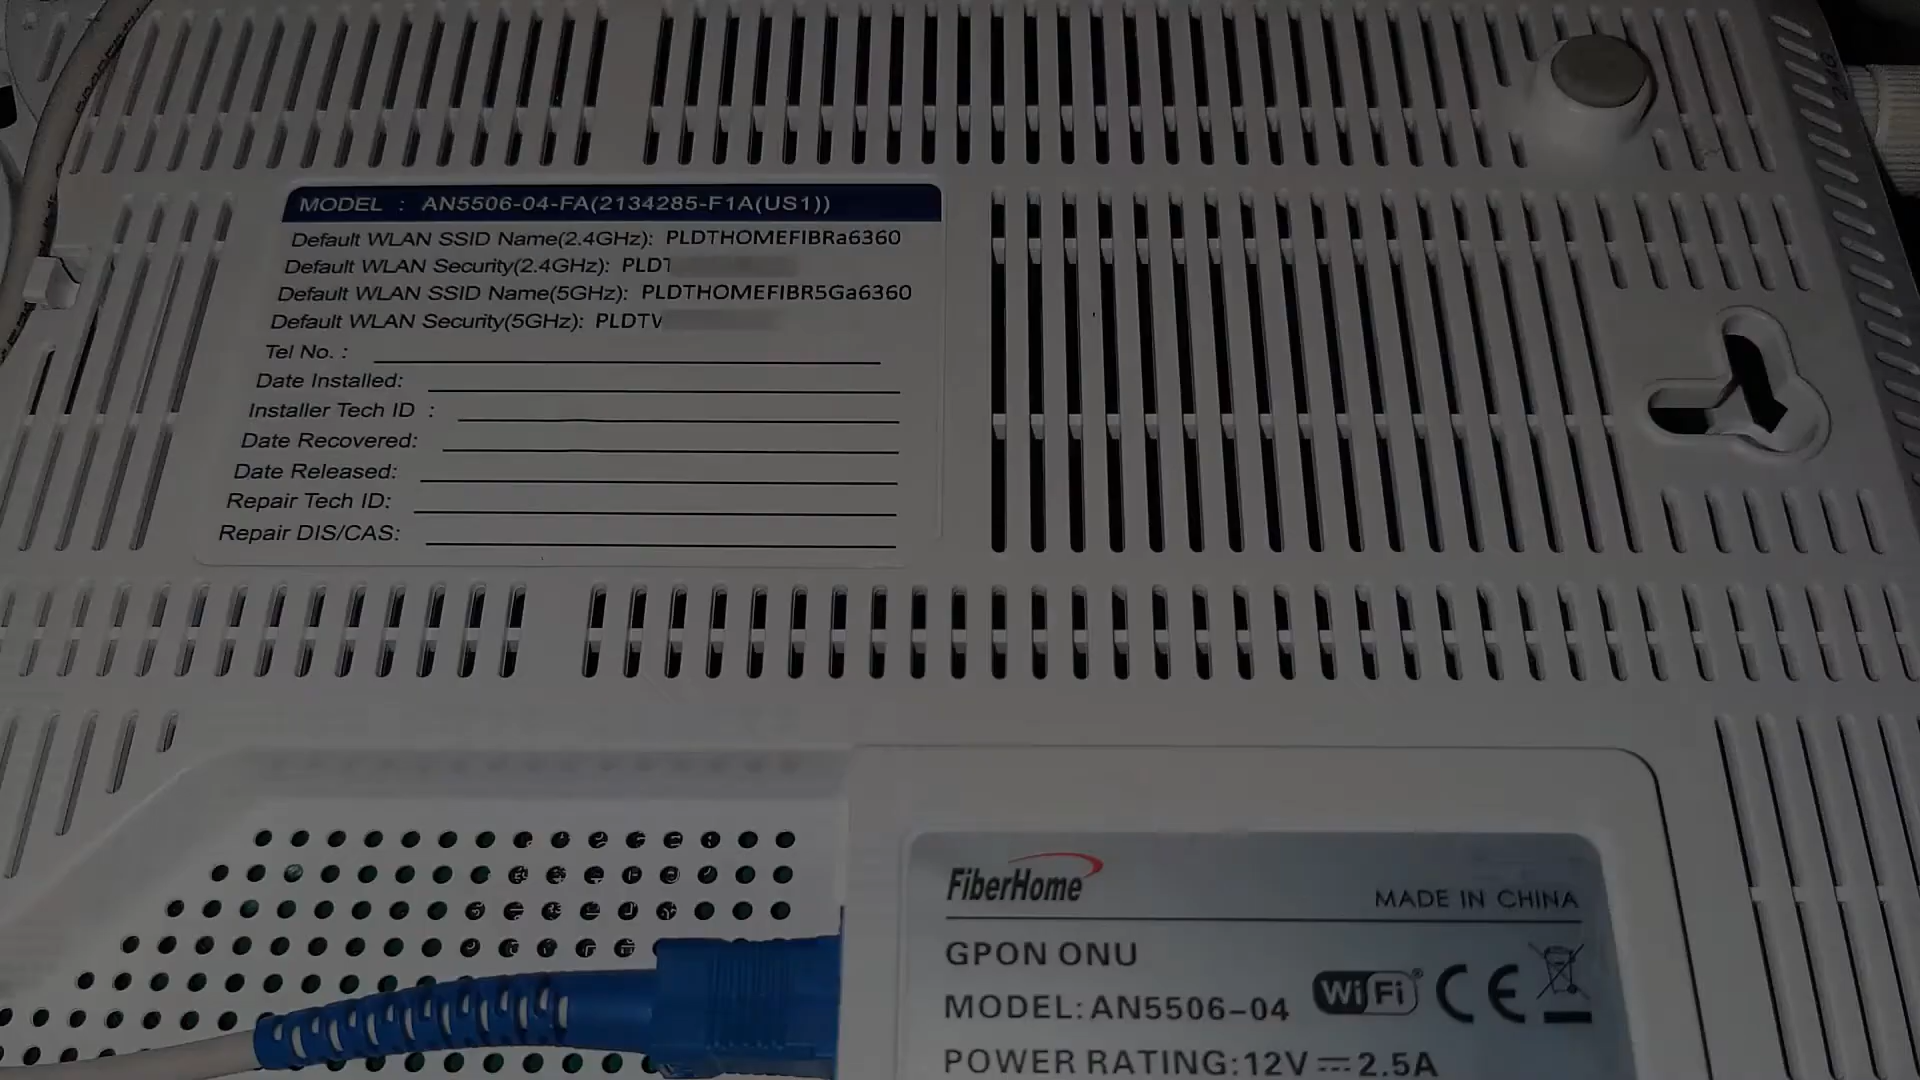 MODEL : AN5506-04-FA(2134285-F1A(US1))
Default WLAN SSID Name(2.4GHz): PLDTHOMEFIBRa6360
Default WLAN Security(2.4GHz): PLDT
Default WLAN SSID Name(5GHz): PLDTHOMEFIBR5Ga6360
Default WLAN Security(5GHz): PLDTV
Tel No. :
Date Installed:
Installer Tech ID :
Date Recovered:
Date Released:
Repair Tech ID:
Repair DIS/CAS:
FiberHome
MADE IN CHINA
GPON ONU
MODEL:AN5506-04
WiFi® CE
POWER RATING:12V⎓2.5A